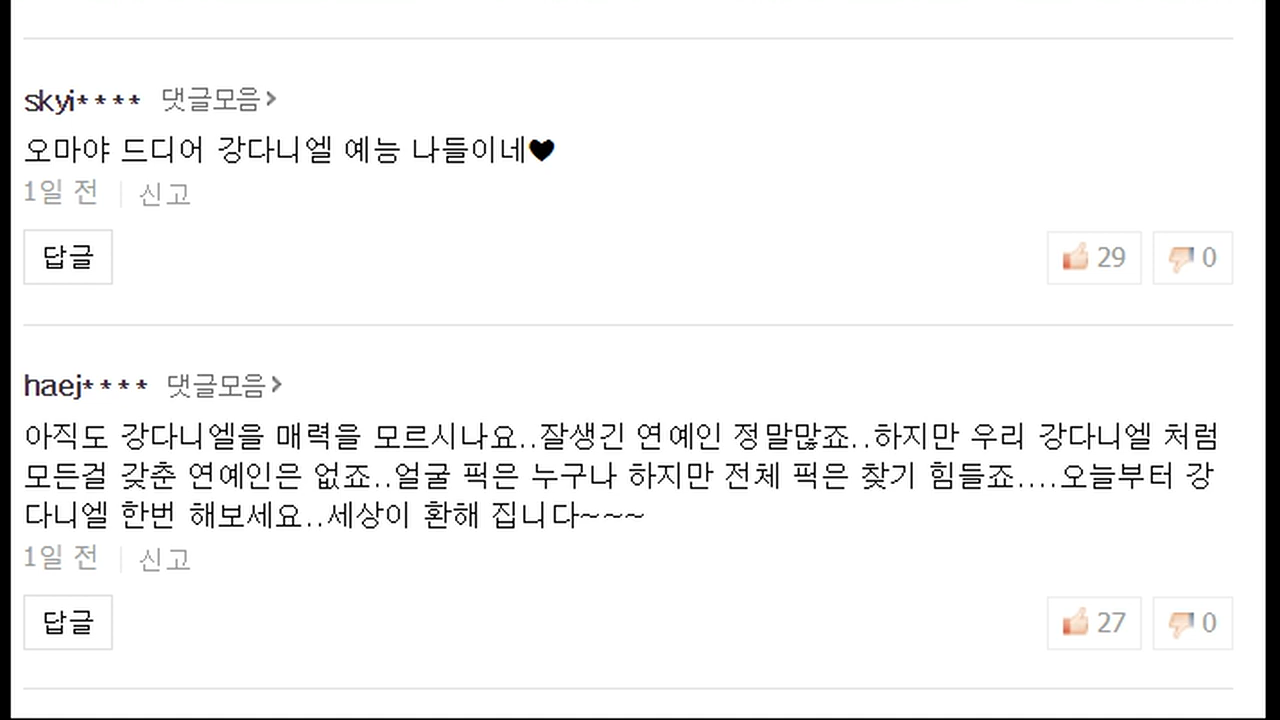 skyi**** 댓글모음>
오마야 드디어 강다니엘 예능 나들이네♥
1일 전 | 신고
답글 29 0
haej**** 댓글모음>
아직도 강다니엘을 매력을 모르시나요..잘생긴 연예인 정말많죠..하지만 우리 강다니엘 처럼
모든걸 갖춘 연예인은 없죠..얼굴 픽은 누구나 하지만 전체 픽은 찾기 힘들죠....오늘부터 강
다니엘 한번 해보세요..세상이 환해 집니다~~~
1일 전 | 신고
답글 27 0